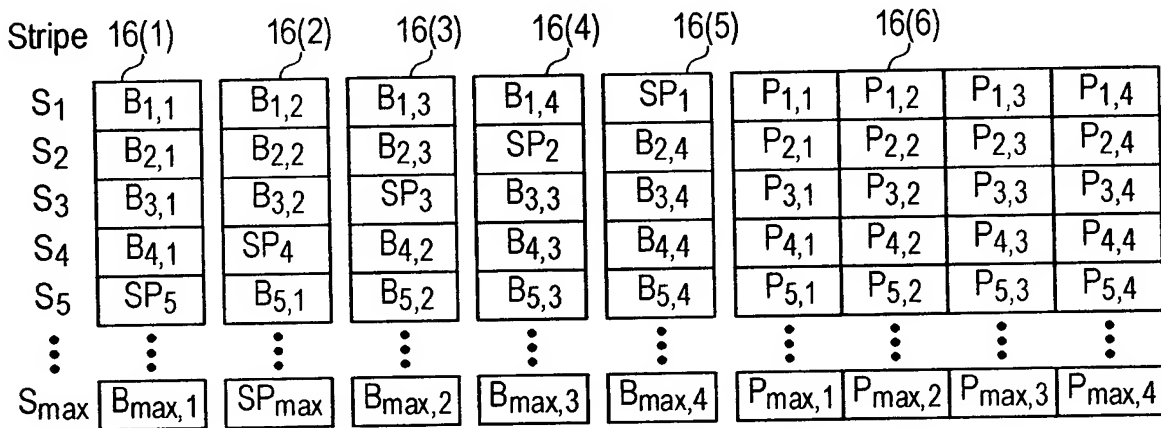 Stripe 16(1) 16(2) 16(3) 16(4) 16(5) 16(6)
S1 B1,1 B1,2 B1,3 B1,4 SP1 P1,1 P1,2 P1,3 P1,4
S2 B2,1 B2,2 B2,3 SP2 B2,4 P2,1 P2,2 P2,3 P2,4
S3 B3,1 B3,2 SP3 B3,3 B3,4 P3,1 P3,2 P3,3 P3,4
S4 B4,1 SP4 B4,2 B4,3 B4,4 P4,1 P4,2 P4,3 P4,4
S5 SP5 B5,1 B5,2 B5,3 B5,4 P5,1 P5,2 P5,3 P5,4
Smax Bmax,1 SPmax Bmax,2 Bmax,3 Bmax,4 Pmax,1 Pmax,2 Pmax,3 Pmax,4